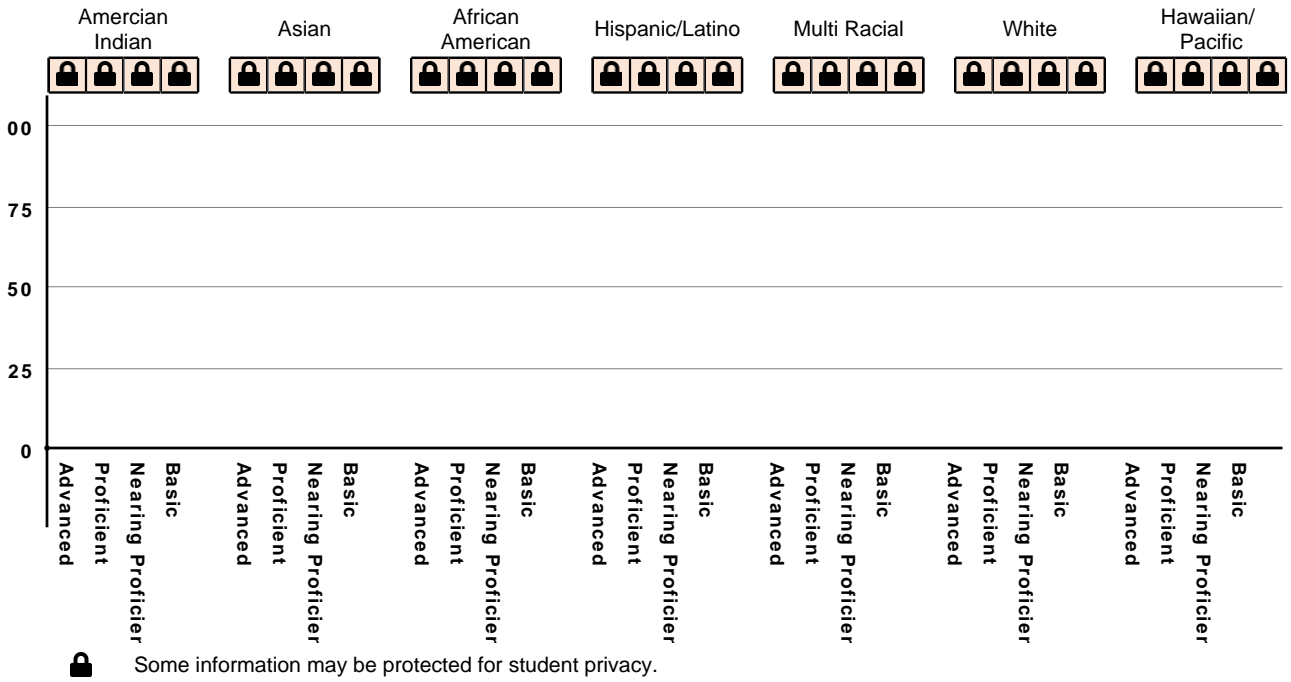 Amercian
Indian
Asian
African
American
Hispanic/Latino
Multi Racial
White
Hawaiian/
Pacific
00
75
50
25
0
Advanced
Proficient
Nearing Proficier
Basic
Advanced
Proficient
Nearing Proficier
Basic
Advanced
Proficient
Nearing Proficier
Basic
Advanced
Proficient
Nearing Proficier
Basic
Advanced
Proficient
Nearing Proficier
Basic
Advanced
Proficient
Nearing Proficier
Basic
Advanced
Proficient
Nearing Proficier
Basic
Some information may be protected for student privacy.